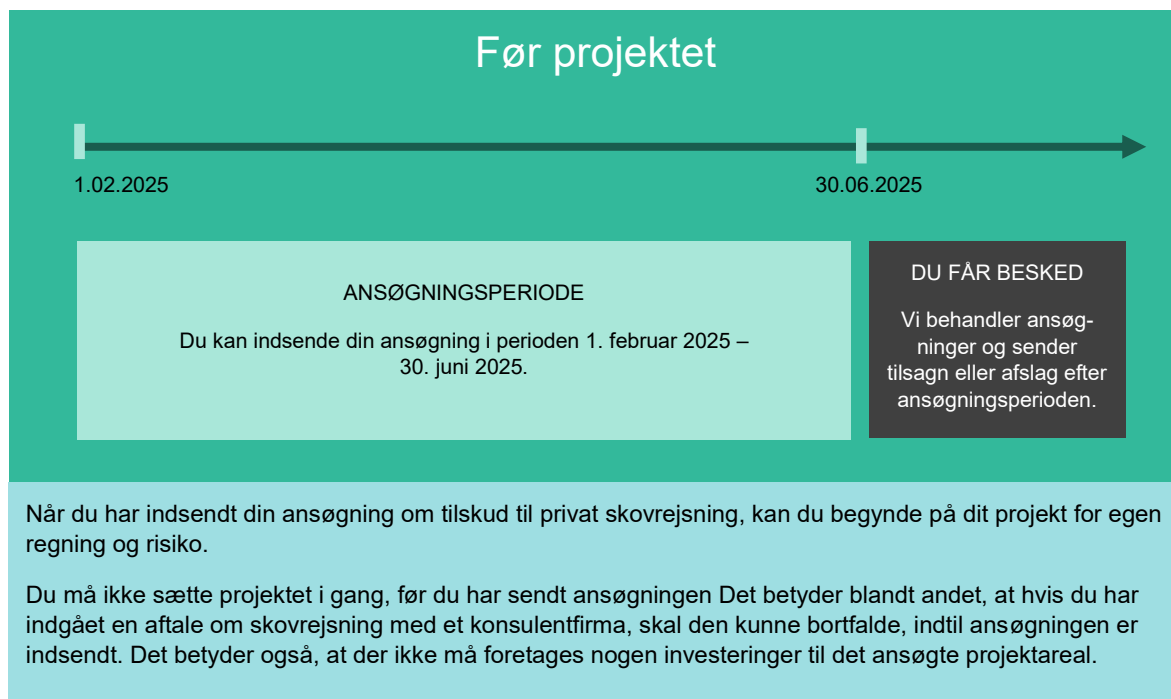 Før projektet
1.02.2025
30.06.2025
ANSØGNINGSPERIODE
Du kan indsende din ansøgning i perioden 1. februar 2025 –
30. juni 2025.
DU FÅR BESKED
Vi behandler ansøg-
ninger og sender
tilsagn eller afslag efter
ansøgningsperioden.
Når du har indsendt din ansøgning om tilskud til privat skovrejsning, kan du begynde på dit projekt for egen
regning og risiko.
Du må ikke sætte projektet i gang, før du har sendt ansøgningen Det betyder blandt andet, at hvis du har
indgået en aftale om skovrejsning med et konsulentfirma, skal den kunne bortfalde, indtil ansøgningen er
indsendt. Det betyder også, at der ikke må foretages nogen investeringer til det ansøgte projektareal.